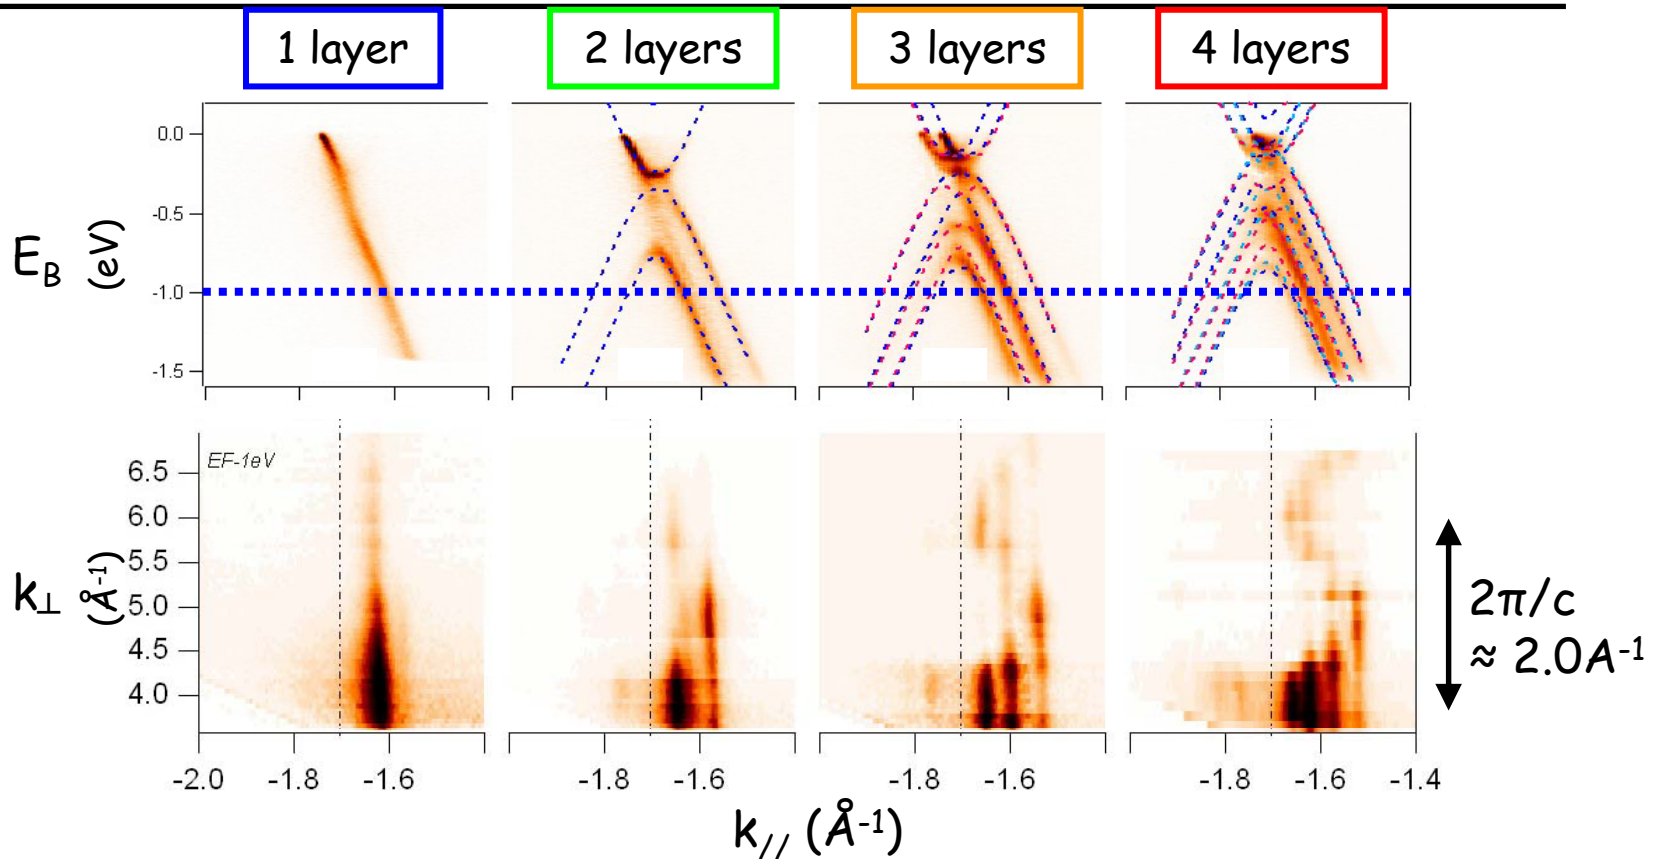 1 layer
2 layers
3 layers
4 layers
E_B (eV)
0.0
-0.5
-1.0
-1.5
EF-1eV
k⊥ (Å⁻¹)
6.5
6.0
5.5
5.0
4.5
4.0
2π/c
≈ 2.0A⁻¹
-2.0 -1.8 -1.6 -1.8 -1.6 -1.8 -1.6 -1.8 -1.6 -1.4
k_// (Å⁻¹)